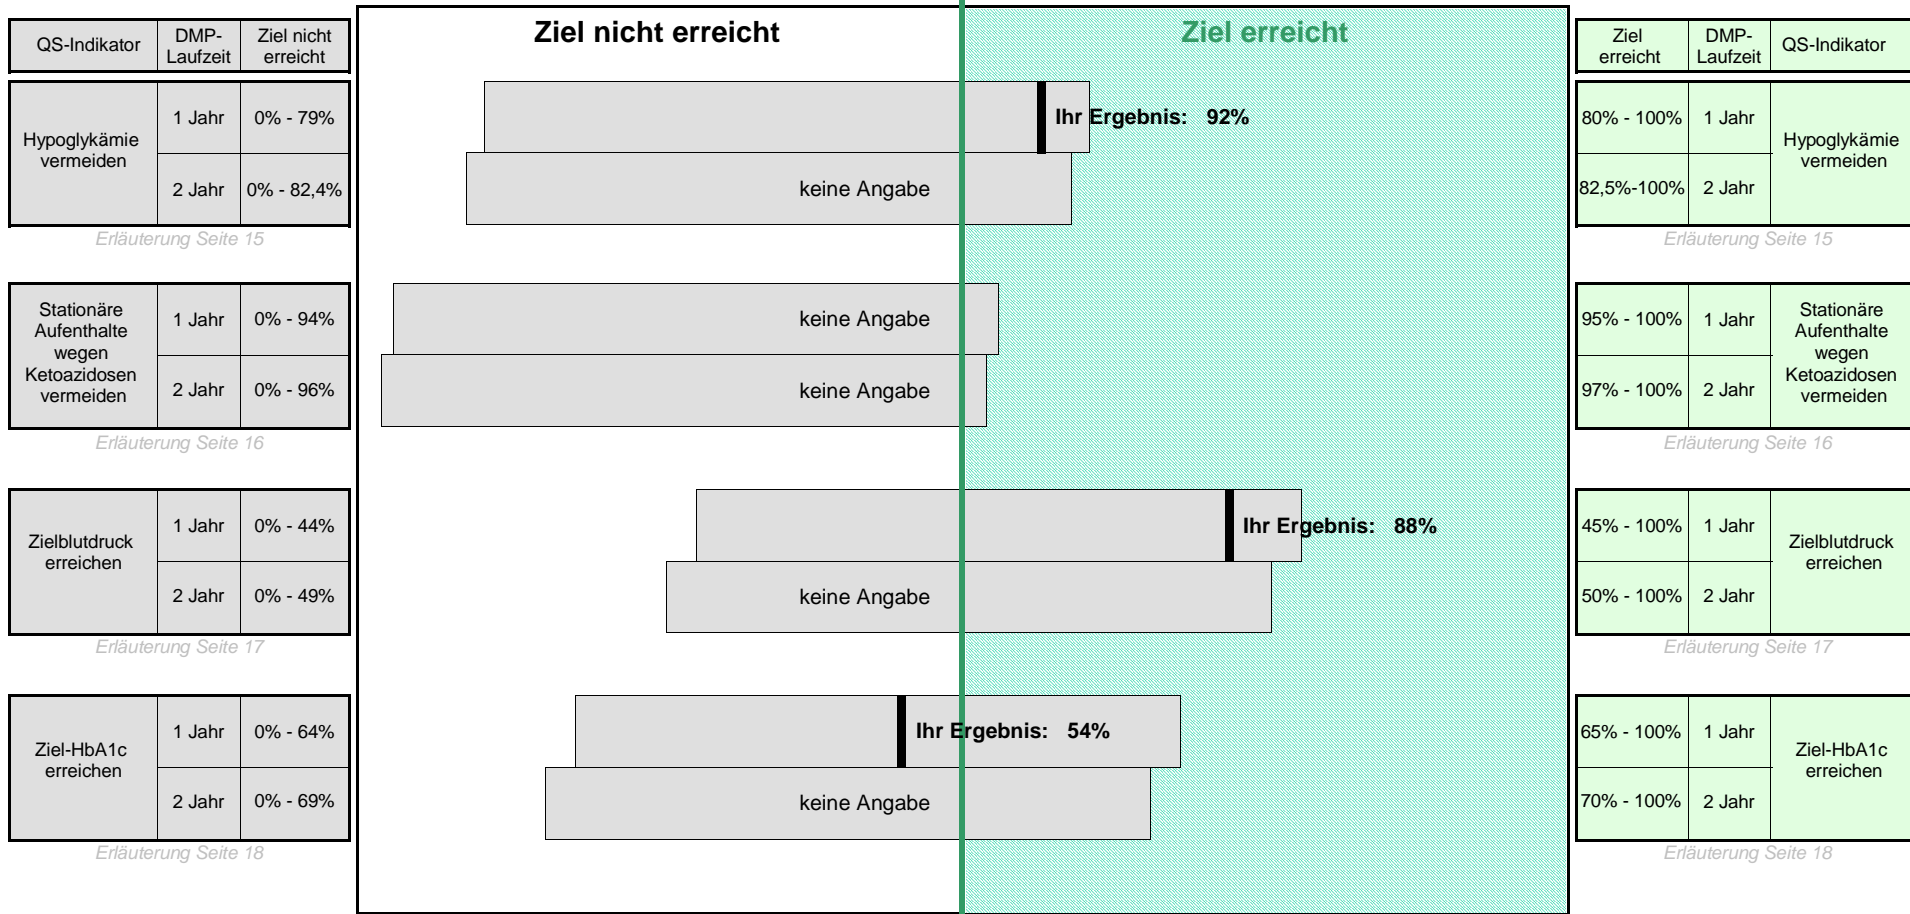 Ziel nicht erreicht
Ziel erreicht
QS-Indikator
DMP-
Laufzeit
Ziel nicht
erreicht
Hypoglykämie
vermeiden
1 Jahr
0% - 79%
2 Jahr
0% - 82,4%
Erläuterung Seite 15
Stationäre
Aufenthalte
wegen
Ketoazidosen
vermeiden
1 Jahr
0% - 94%
2 Jahr
0% - 96%
Erläuterung Seite 16
Zielblutdruck
erreichen
1 Jahr
0% - 44%
2 Jahr
0% - 49%
Erläuterung Seite 17
Ziel-HbA1c
erreichen
1 Jahr
0% - 64%
2 Jahr
0% - 69%
Erläuterung Seite 18
Ihr Ergebnis: 92%
keine Angabe
keine Angabe
keine Angabe
Ihr Ergebnis: 88%
keine Angabe
Ihr Ergebnis: 54%
keine Angabe
Ziel
erreicht
DMP-
Laufzeit
QS-Indikator
80% - 100%
1 Jahr
82,5%-100%
2 Jahr
Hypoglykämie
vermeiden
Erläuterung Seite 15
95% - 100%
1 Jahr
97% - 100%
2 Jahr
Stationäre
Aufenthalte
wegen
Ketoazidosen
vermeiden
Erläuterung Seite 16
45% - 100%
1 Jahr
50% - 100%
2 Jahr
Zielblutdruck
erreichen
Erläuterung Seite 17
65% - 100%
1 Jahr
70% - 100%
2 Jahr
Ziel-HbA1c
erreichen
Erläuterung Seite 18